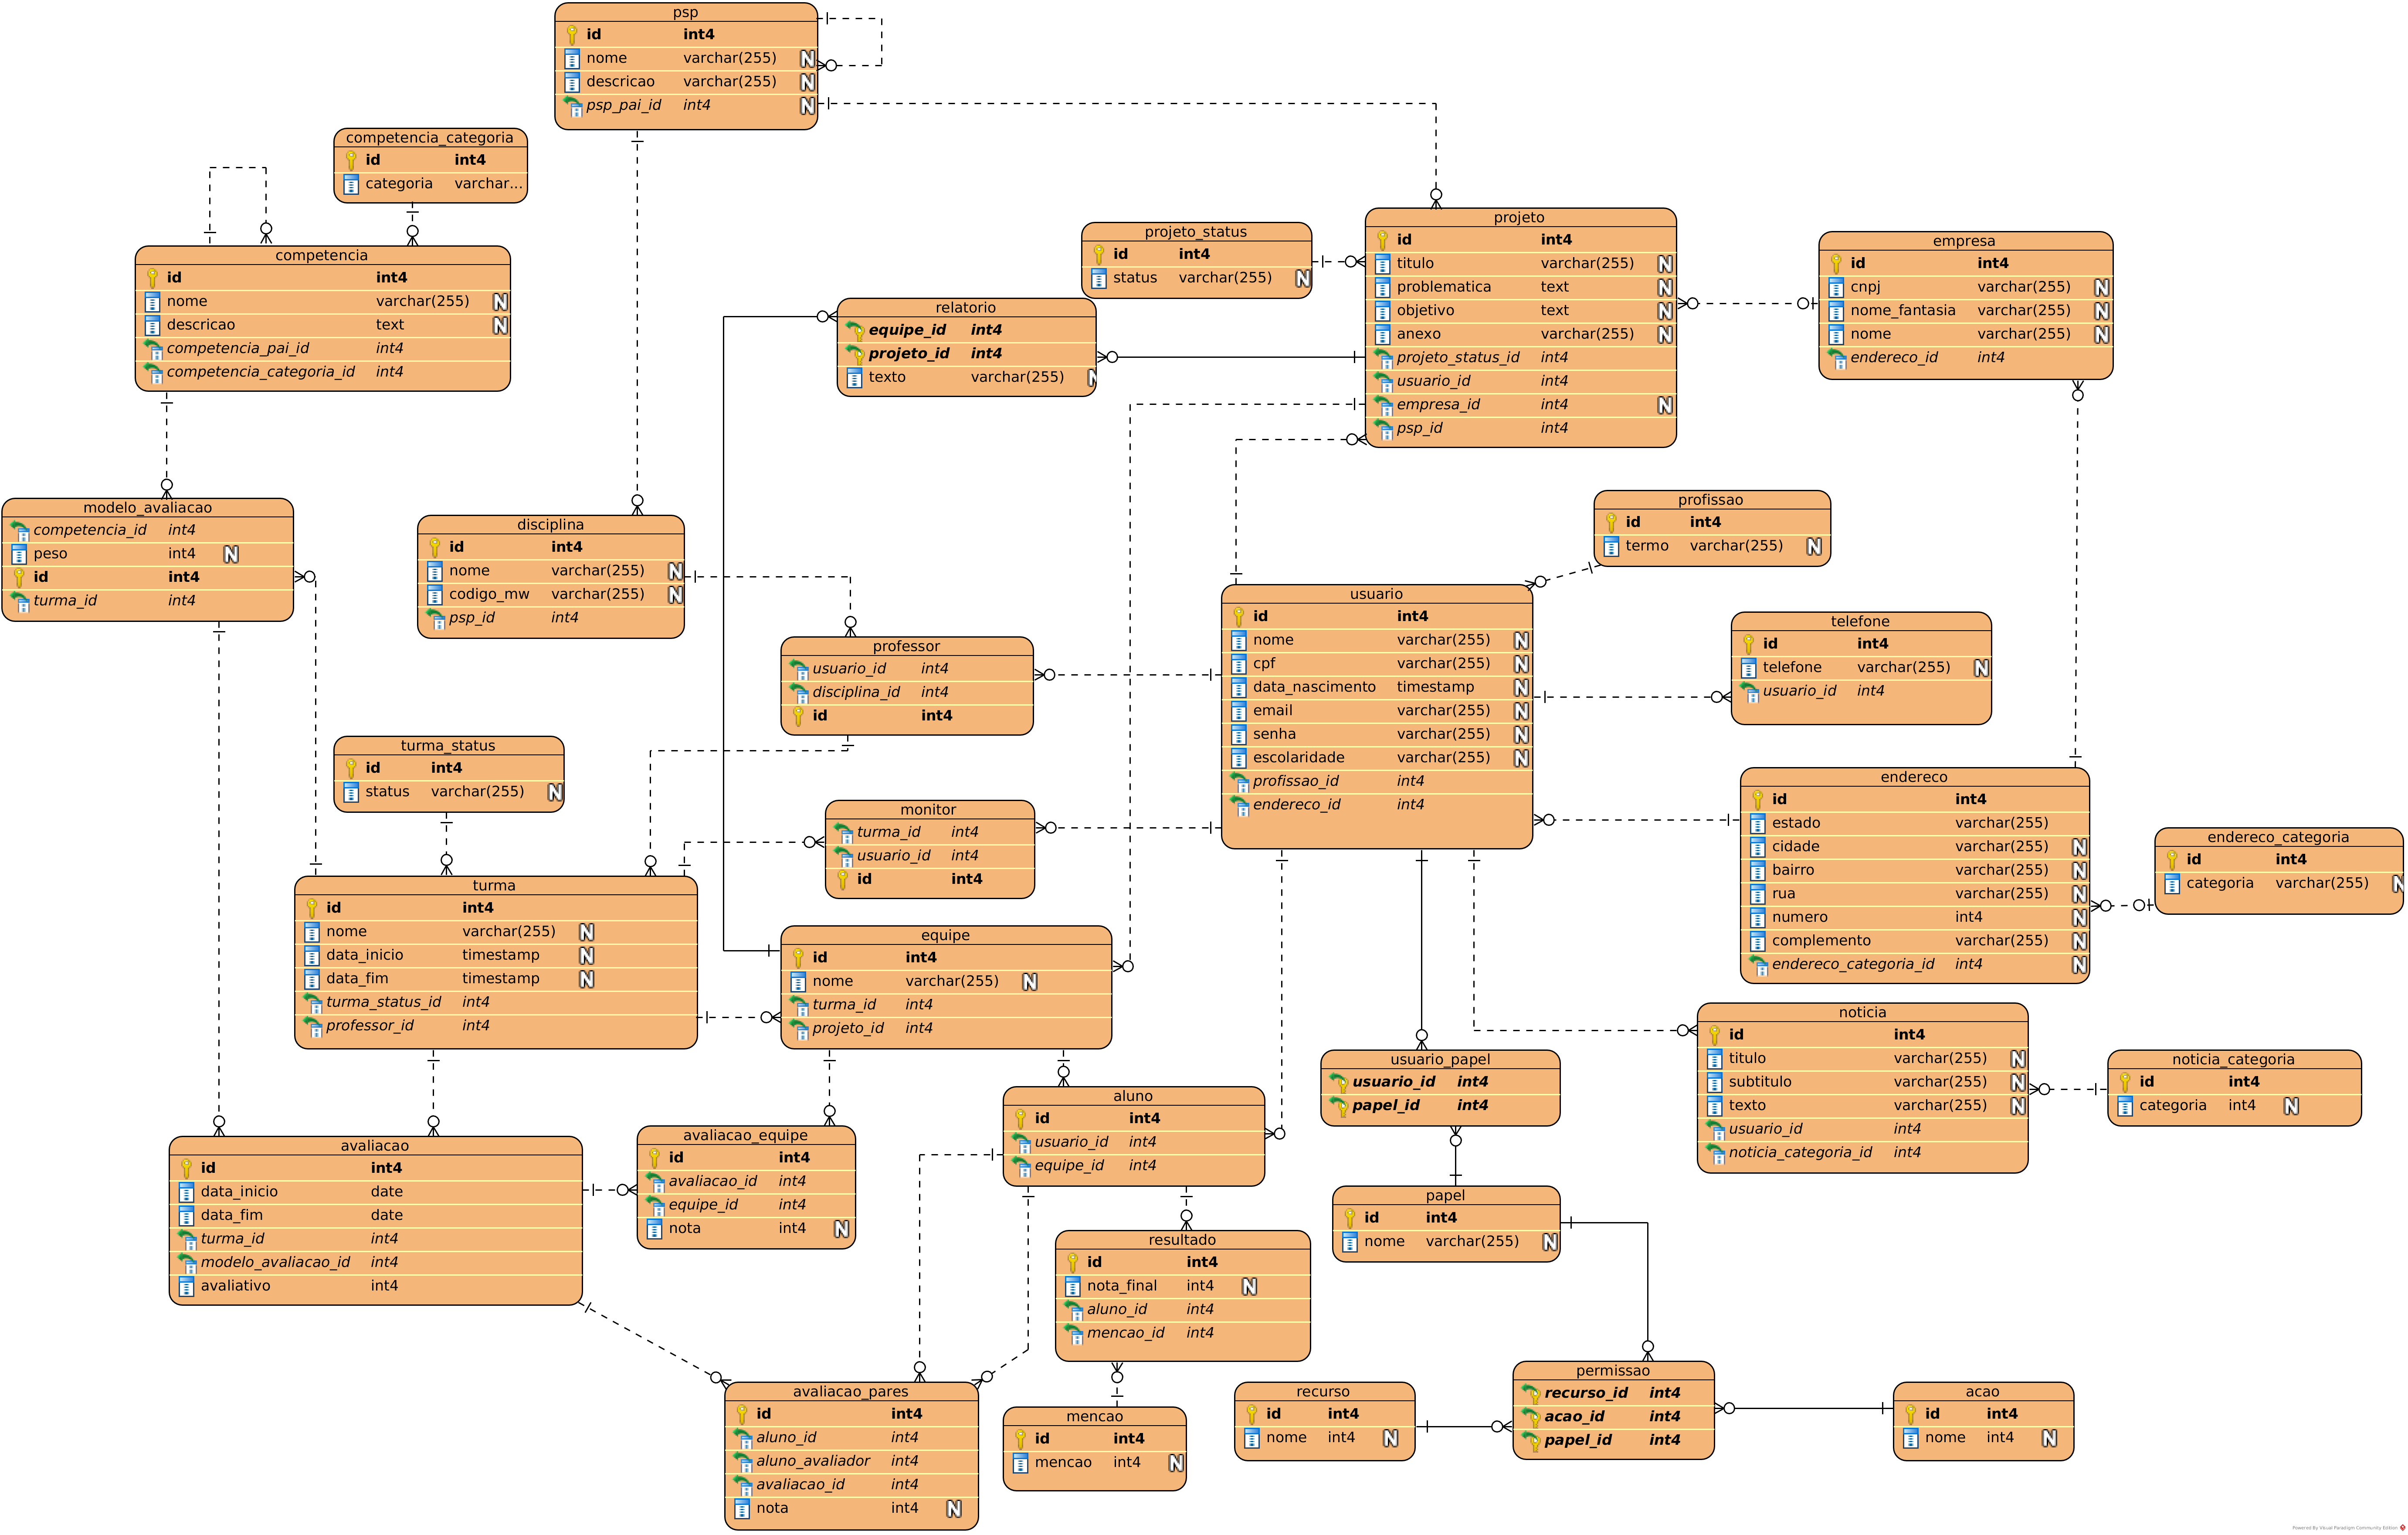 psp
id int4
nome varchar(255) N
descricao varchar(255) N
psp_pai_id int4 N
competencia_categoria
id int4
categoria varchar...
competencia
id int4
nome varchar(255) N
descricao text N
competencia_pai_id int4
competencia_categoria_id int4
projeto_status
id int4
status varchar(255) N
projeto
id int4
titulo varchar(255) N
problematica text N
objetivo text N
anexo varchar(255) N
projeto_status_id int4
usuario_id int4
empresa_id int4 N
psp_id int4
empresa
id int4
cnpj varchar(255) N
nome_fantasia varchar(255) N
nome varchar(255) N
endereco_id int4
relatorio
equipe_id int4
projeto_id int4
texto varchar(255) N
modelo_avaliacao
competencia_id int4
peso int4 N
id int4
turma_id int4
disciplina
id int4
nome varchar(255) N
codigo_mw varchar(255) N
psp_id int4
profissao
id int4
termo varchar(255) N
usuario
id int4
nome varchar(255) N
cpf varchar(255) N
data_nascimento timestamp N
email varchar(255) N
senha varchar(255) N
escolaridade varchar(255) N
profissao_id int4
endereco_id int4
telefone
id int4
telefone varchar(255) N
usuario_id int4
professor
usuario_id int4
disciplina_id int4
id int4
turma_status
id int4
status varchar(255) N
monitor
turma_id int4
usuario_id int4
id int4
endereco
id int4
estado varchar(255)
cidade varchar(255) N
bairro varchar(255) N
rua varchar(255) N
numero int4 N
complemento varchar(255) N
endereco_categoria_id int4 N
endereco_categoria
id int4
categoria varchar(255) N
turma
id int4
nome varchar(255) N
data_inicio timestamp N
data_fim timestamp N
turma_status_id int4
professor_id int4
equipe
id int4
nome varchar(255) N
turma_id int4
projeto_id int4
noticia
id int4
titulo varchar(255) N
subtitulo varchar(255) N
texto varchar(255) N
usuario_id int4
noticia_categoria_id int4
noticia_categoria
id int4
categoria int4 N
usuario_papel
usuario_id int4
papel_id int4
aluno
id int4
usuario_id int4
equipe_id int4
avaliacao
id int4
data_inicio date
data_fim date
turma_id int4
modelo_avaliacao_id int4
avaliativo int4
avaliacao_equipe
id int4
avaliacao_id int4
equipe_id int4
nota int4 N
papel
id int4
nome varchar(255) N
resultado
id int4
nota_final int4 N
aluno_id int4
mencao_id int4
avaliacao_pares
id int4
aluno_id int4
aluno_avaliador int4
avaliacao_id int4
nota int4 N
mencao
id int4
mencao int4 N
recurso
id int4
nome int4 N
permissao
recurso_id int4
acao_id int4
papel_id int4
acao
id int4
nome int4 N
Powered By Visual Paradigm Community Edition